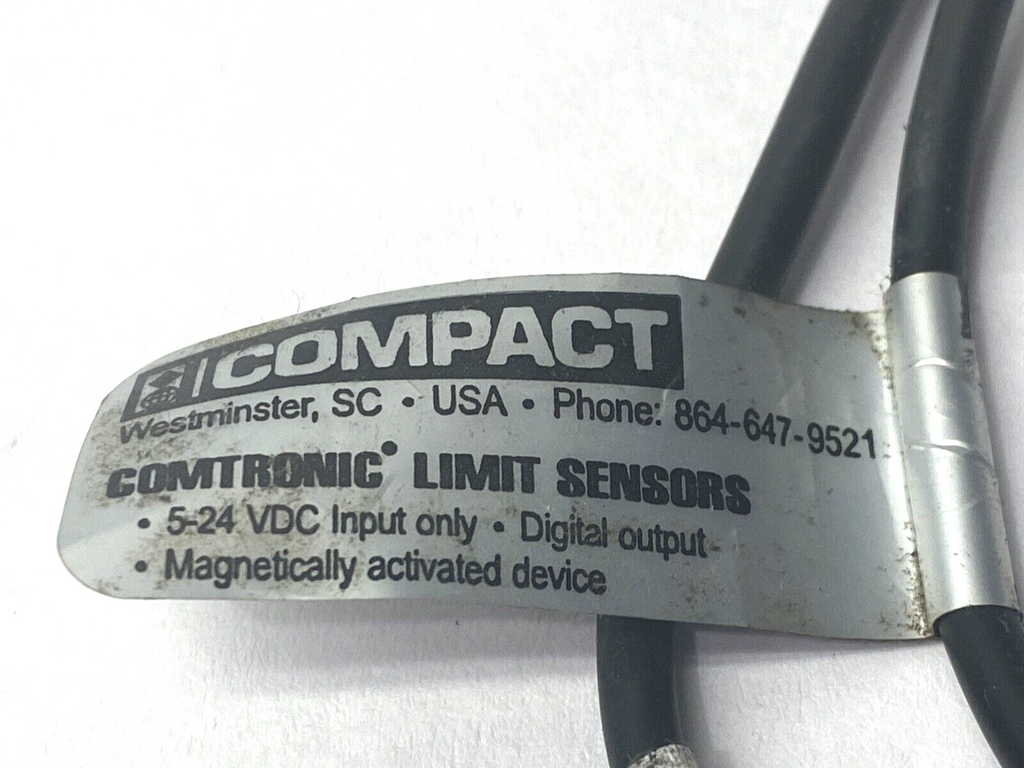 COMPACT
Westminster, SC • USA • Phone: 864-647-9521
COMTRONIC® LIMIT SENSORS
• 5-24 VDC Input only • Digital output
• Magnetically activated device